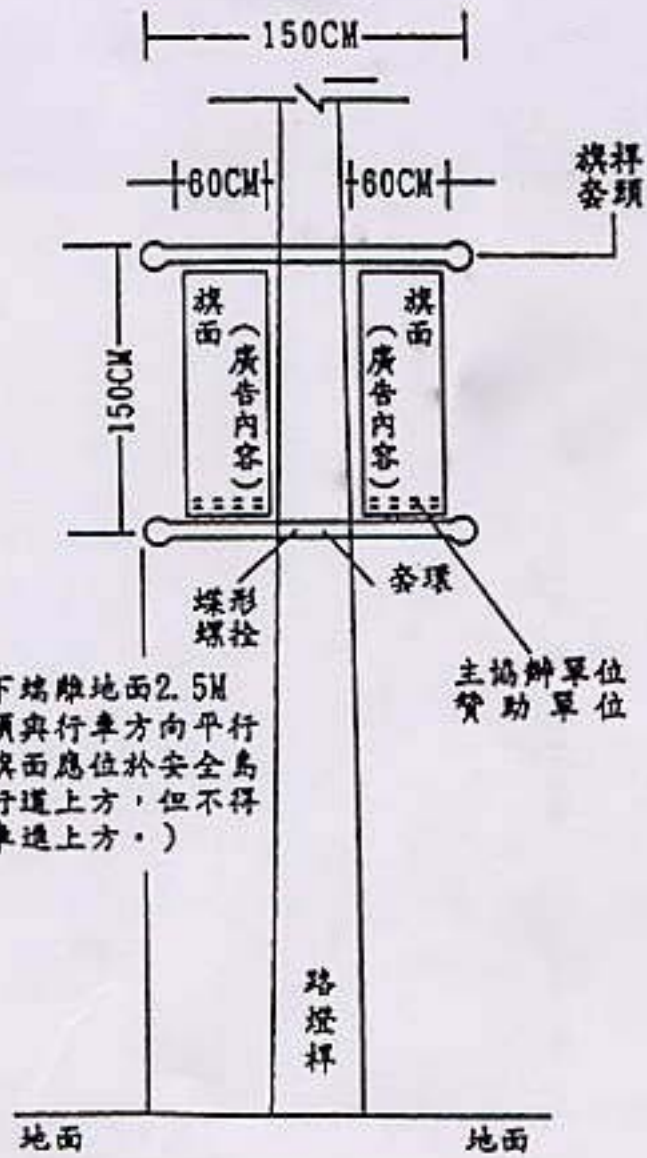 150CM
60CM
60CM
旗桿
套頭
150CM
旗面
（廣告內容）
旗面
（廣告內容）
蝶形
螺栓
套環
主協辦單位
贊助單位
下端離地面2.5M
須與行車方向平行
旗面應位於安全島
行道上方，但不得
車道上方。）
路燈桿
地面
地面